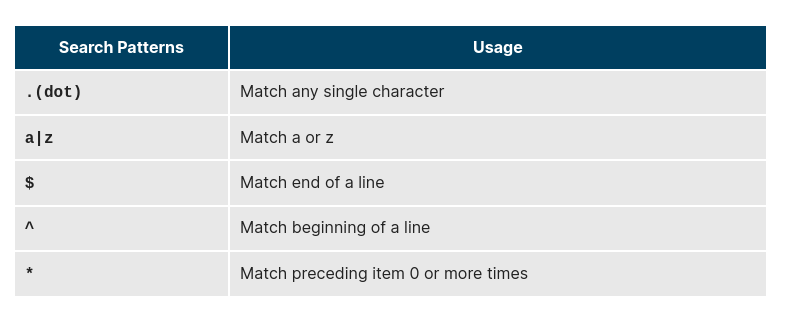 Search Patterns Usage
.(dot) Match any single character
a|z Match a or z
$ Match end of a line
^ Match beginning of a line
* Match preceding item 0 or more times